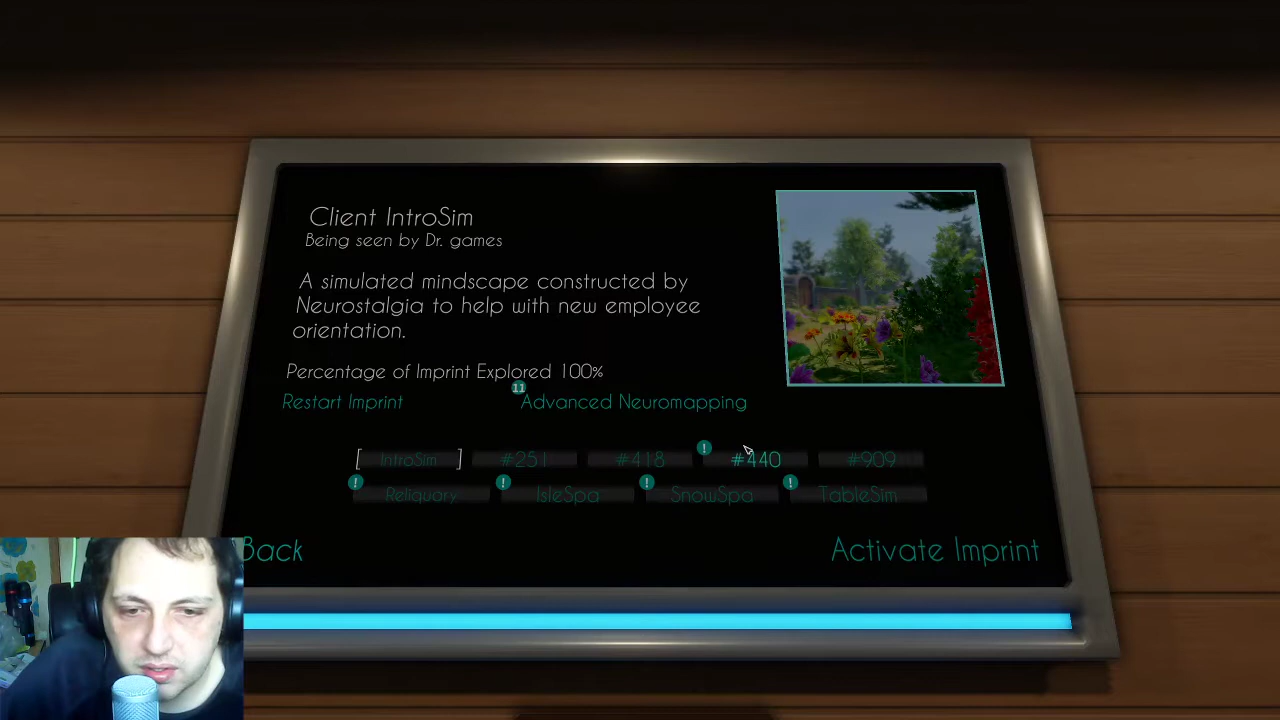 Client IntroSim
Being seen by Dr. games
A simulated mindscape constructed by
Neurostalgia to help with new employee
orientation.
Percentage of Imprint Explored 100%
11
Restart Imprint Advanced Neuromapping
!
[ IntroSim ] #251 #418 #440 #909
! ! ! !
Reliquary IsleSpa SnowSpa TableSim
Back Activate Imprint